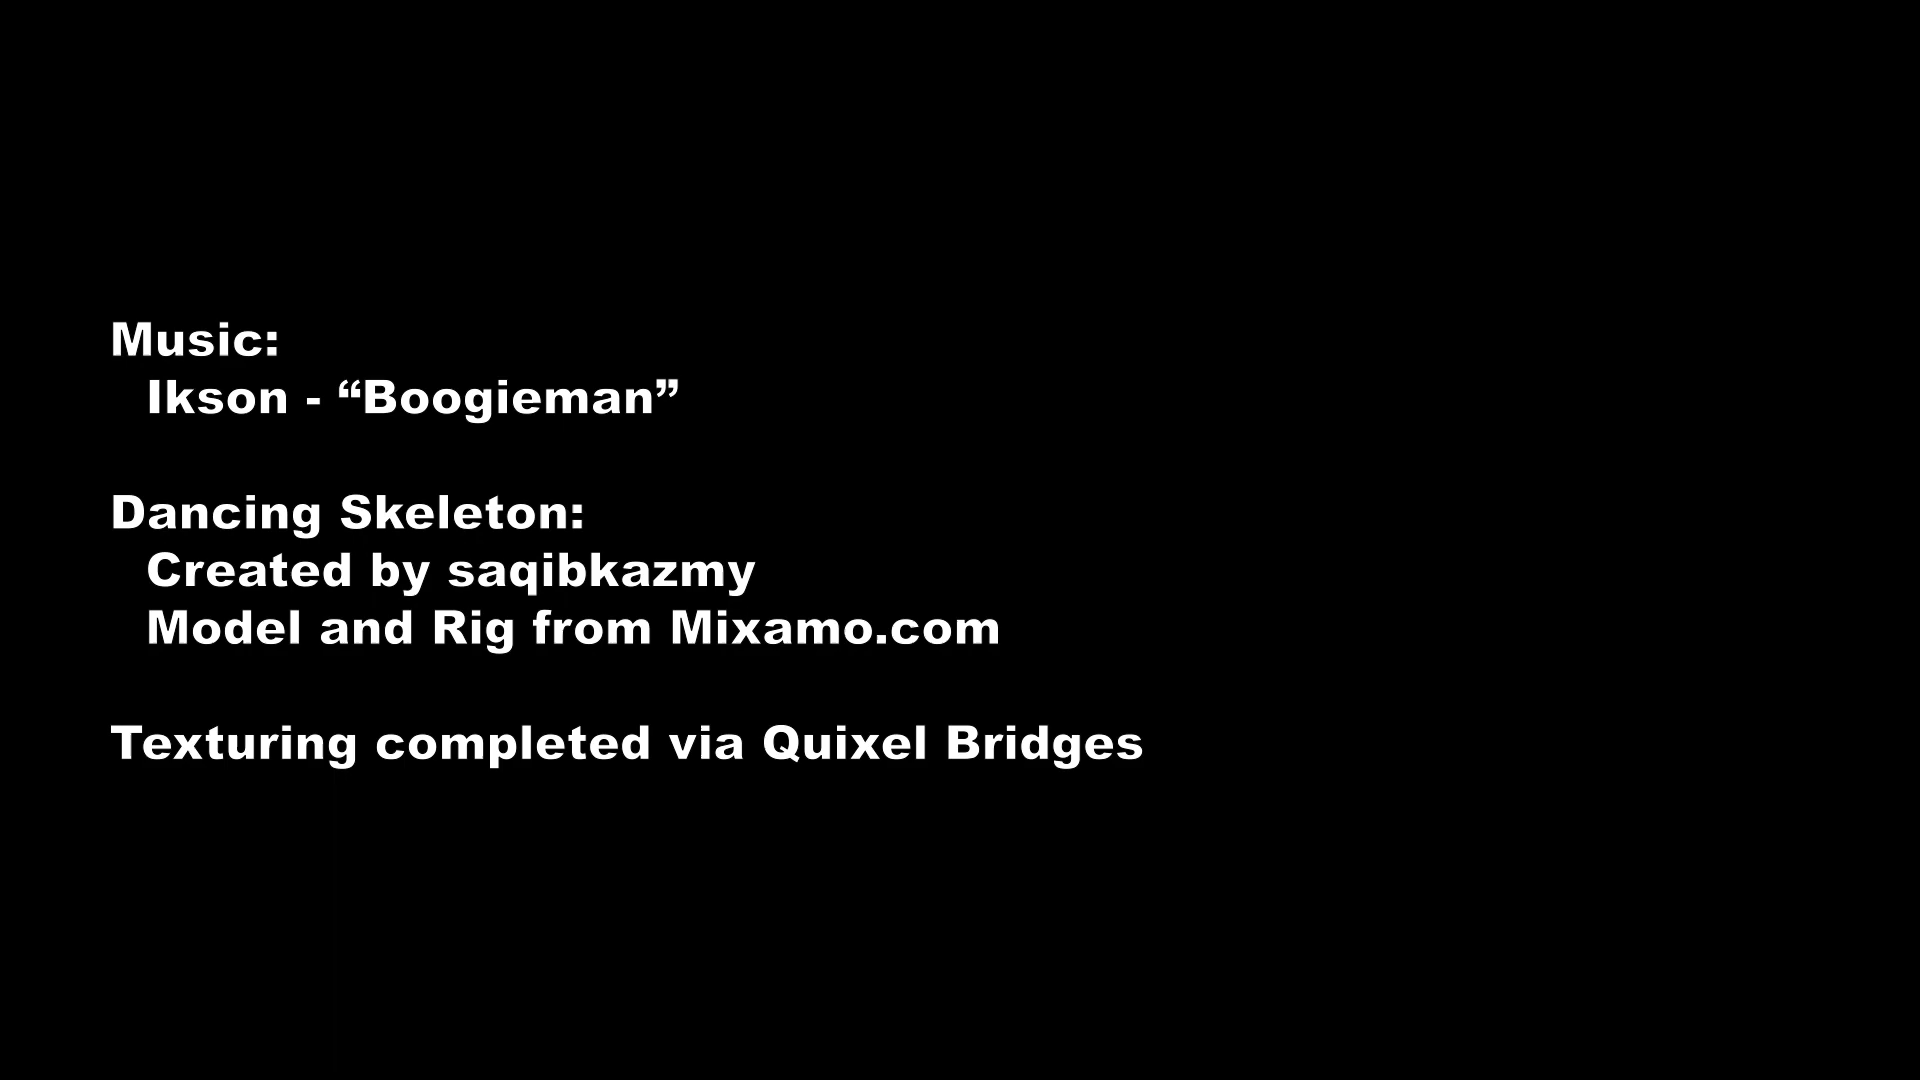 Music:
Ikson - “Boogieman”
Dancing Skeleton:
Created by saqibkazmy
Model and Rig from Mixamo.com
Texturing completed via Quixel Bridges